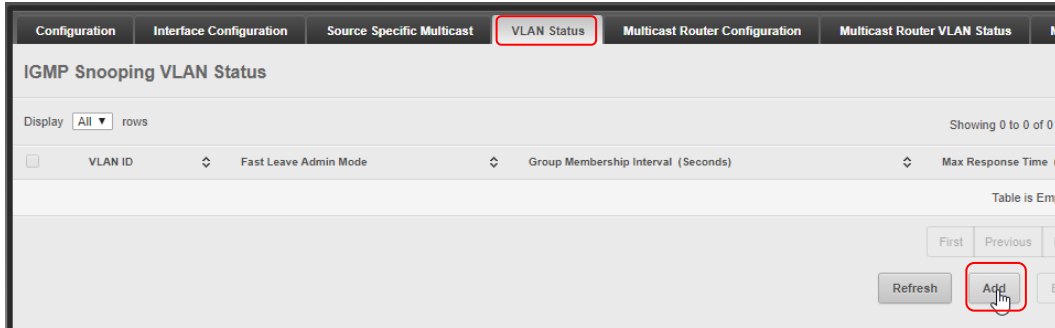 Configuration Interface Configuration Source Specific Multicast VLAN Status Multicast Router Configuration Multicast Router VLAN Status
IGMP Snooping VLAN Status
Display All rows Showing 0 to 0 of 0
VLAN ID Fast Leave Admin Mode Group Membership Interval (Seconds) Max Response Time
Table is Em
First Previous
Refresh Add